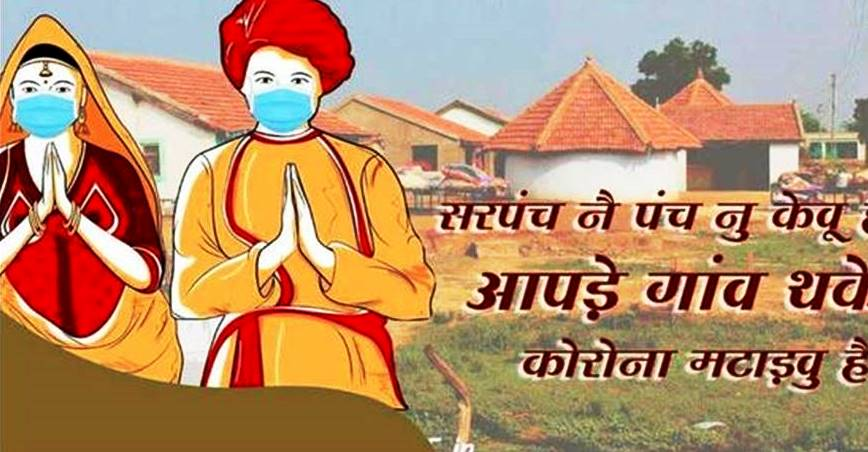 सरपंच नै पंच नु केवू
आपड़े गांव थवे
कोरोना मटाड़वु है